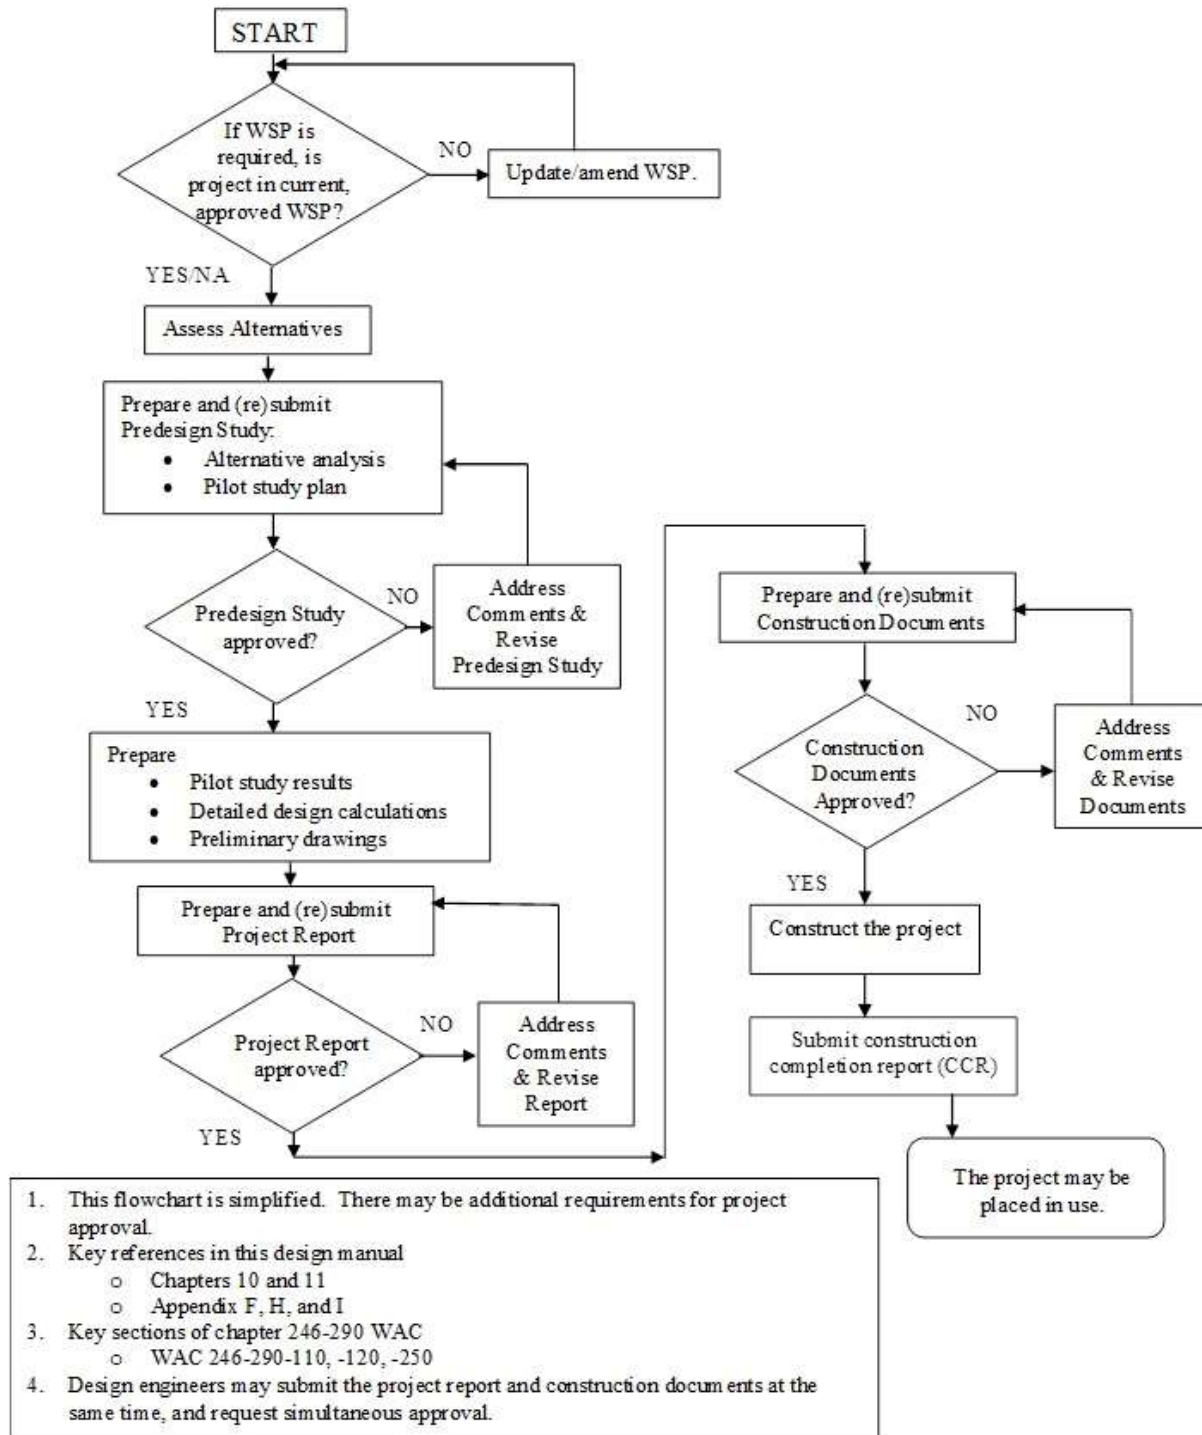 START
If WSP is
required, is
project in current,
approved WSP?
NO
Update/amend WSP.
YES/NA
Assess Alternatives
Prepare and (re)submit
Predesign Study:
• Alternative analysis
• Pilot study plan
Predesign Study
approved?
NO
Address
Comments &
Revise
Predesign Study
YES
Prepare
• Pilot study results
• Detailed design calculations
• Preliminary drawings
Prepare and (re)submit
Project Report
Project Report
approved?
NO
Address
Comments
& Revise
Report
YES
Prepare and (re)submit
Construction Documents
Construction
Documents
Approved?
NO
Address
Comments
& Revise
Documents
YES
Construct the project
Submit construction
completion report (CCR)
The project may be
placed in use.
1. This flowchart is simplified. There may be additional requirements for project
approval.
2. Key references in this design manual
o Chapters 10 and 11
o Appendix F, H, and I
3. Key sections of chapter 246-290 WAC
o WAC 246-290-110, -120, -250
4. Design engineers may submit the project report and construction documents at the
same time, and request simultaneous approval.